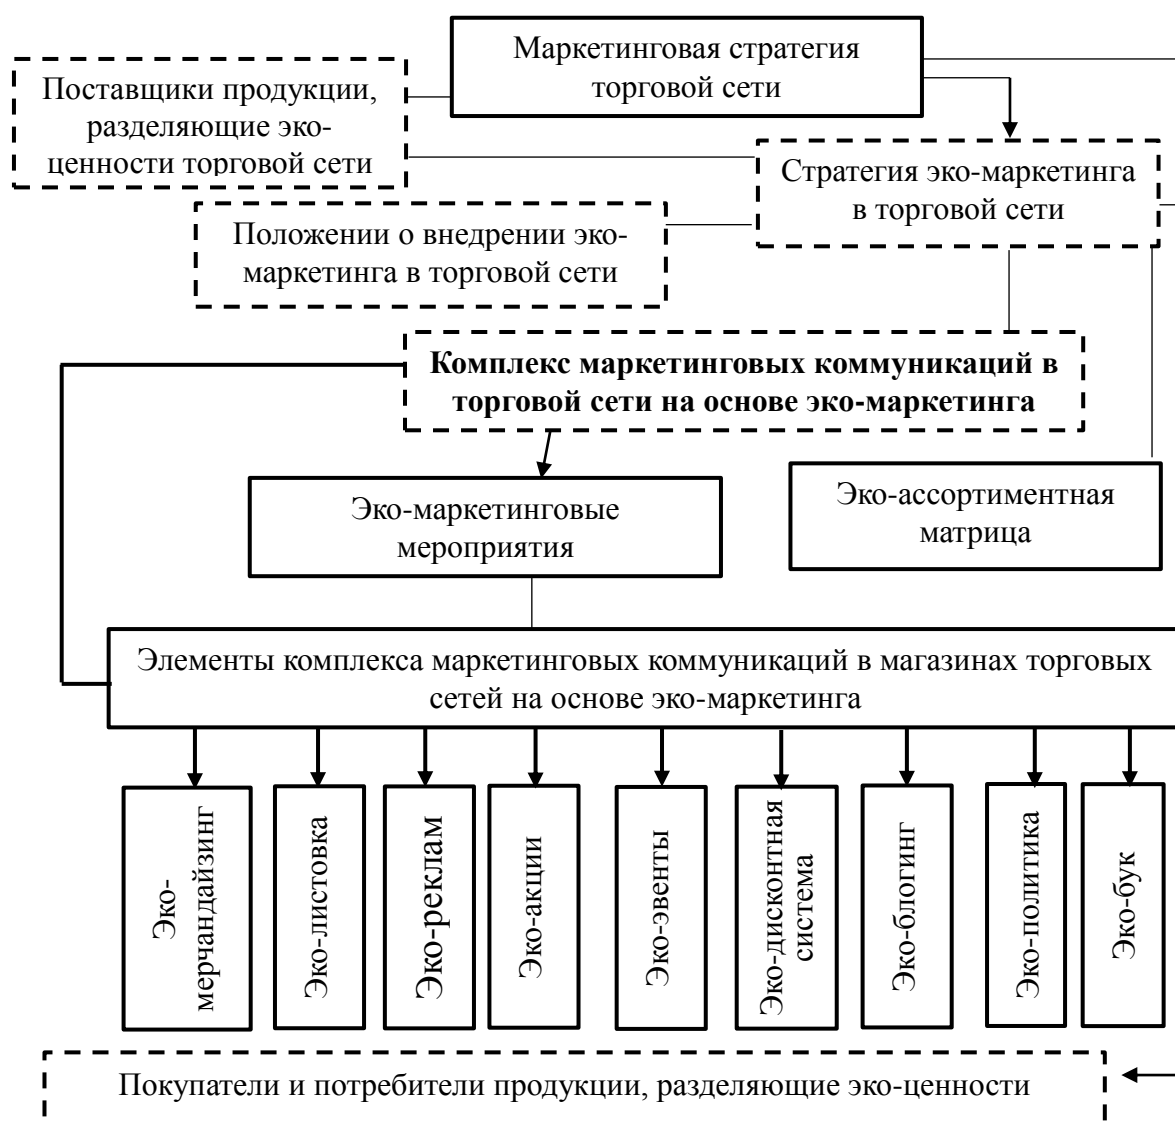 Маркетинговая стратегия
торговой сети
Поставщики продукции,
разделяющие эко-
ценности торговой сети
Стратегия эко-маркетинга
в торговой сети
Положении о внедрении эко-
маркетинга в торговой сети
Комплекс маркетинговых коммуникаций в
торговой сети на основе эко-маркетинга
Эко-маркетинговые
мероприятия
Эко-ассортиментная
матрица
Элементы комплекса маркетинговых коммуникаций в магазинах торговых
сетей на основе эко-маркетинга
Эко-
мерчандайзинг
Эко-листовка
Эко-реклам
Эко-акции
Эко-эвенты
Эко-дисконтная
система
Эко-блогинг
Эко-политика
Эко-бук
Покупатели и потребители продукции, разделяющие эко-ценности